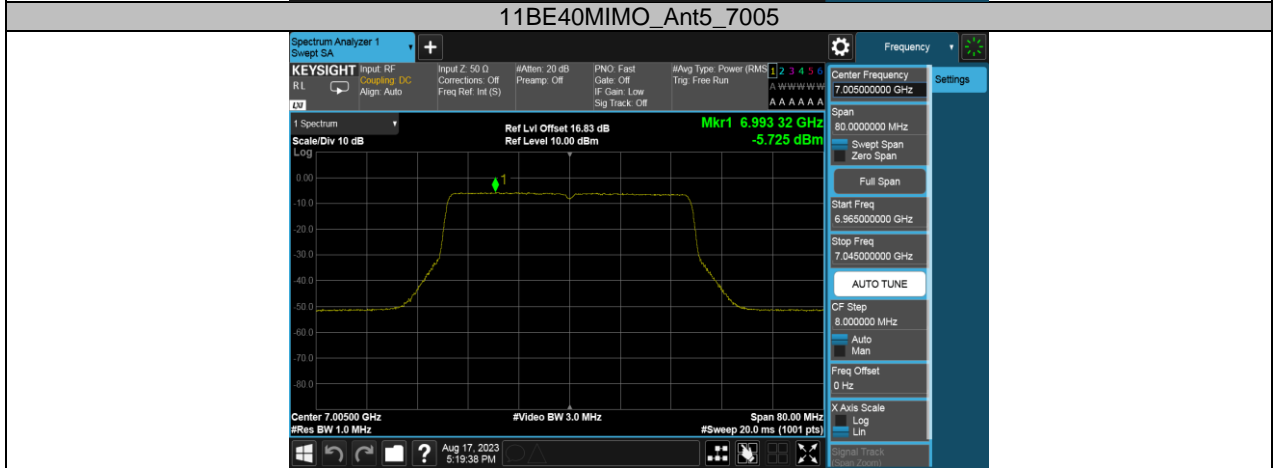 11BE40MIMO_Ant5_7005
Spectrum Analyzer 1
Swept SA
+
Frequency
KEYSIGHT
RL
LXI
Input: RF
Coupling: DC
Align: Auto
Input Z: 50 Ω
Corrections: Off
Freq Ref: Int (S)
#Atten: 20 dB
Preamp: Off
PNO: Fast
Gate: Off
IF Gain: Low
Sig Track: Off
#Avg Type: Power (RMS
Trig: Free Run
1 2 3 4 5 6
A W W W W W
A A A A A A
1 Spectrum
Scale/Div 10 dB
Log
Ref Lvl Offset 16.83 dB
Ref Level 10.00 dBm
Mkr1 6.993 32 GHz
-5.725 dBm
1
0.00
-10.0
-20.0
-30.0
-40.0
-50.0
-60.0
-70.0
-80.0
Center 7.00500 GHz
#Res BW 1.0 MHz
#Video BW 3.0 MHz
Span 80.00 MHz
#Sweep 20.0 ms (1001 pts)
Center Frequency
7.005000000 GHz
Settings
Span
80.0000000 MHz
Swept Span
Zero Span
Full Span
Start Freq
6.965000000 GHz
Stop Freq
7.045000000 GHz
AUTO TUNE
CF Step
8.000000 MHz
Auto
Man
Freq Offset
0 Hz
X Axis Scale
Log
Lin
Signal Track
(Span Zoom)
?
Aug 17, 2023
5:19:38 PM